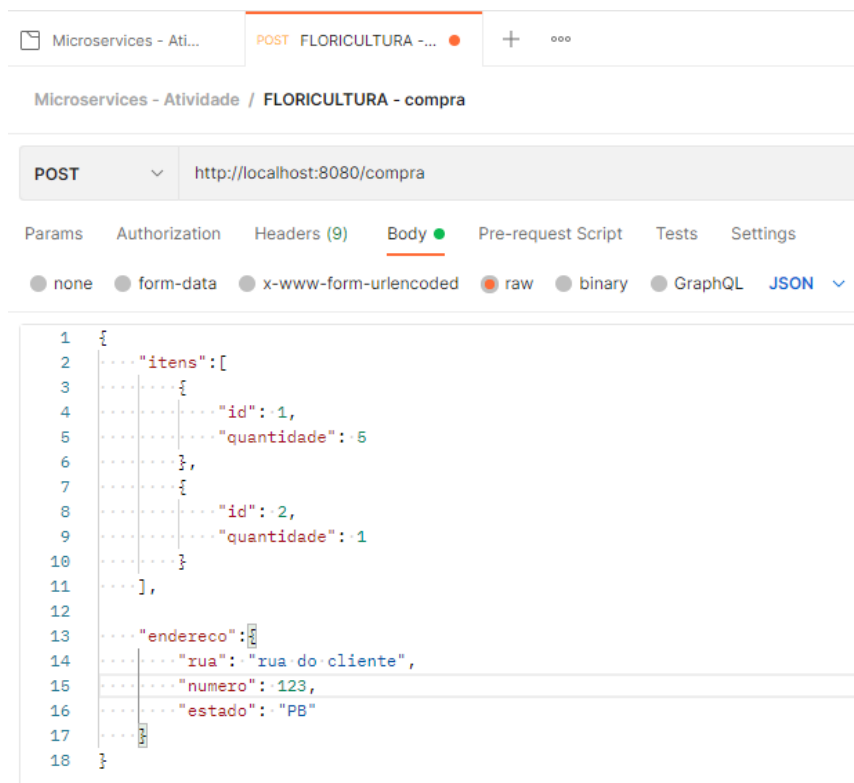 Microservices - Ati... POST FLORICULTURA -... + ooo
Microservices - Atividade / FLORICULTURA - compra
POST http://localhost:8080/compra
Params Authorization Headers (9) Body Pre-request Script Tests Settings
none form-data x-www-form-urlencoded raw binary GraphQL JSON
1 {
2 "itens":[
3 {
4 "id": 1,
5 "quantidade": 5
6 },
7 {
8 "id": 2,
9 "quantidade": 1
10 }
11 ],
12
13 "endereco":{
14 "rua": "rua do cliente",
15 "numero": 123,
16 "estado": "PB"
17 }
18 }